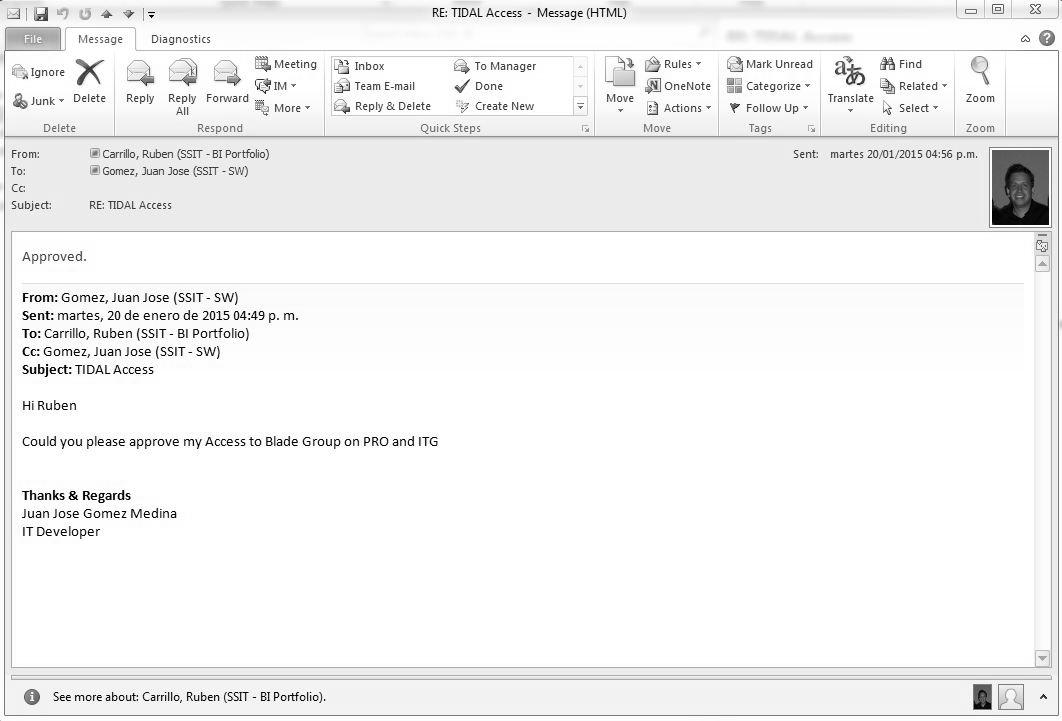 RE: TIDAL Access - Message (HTML)
File Message Diagnostics
Ignore
Junk
Delete
Reply
Reply All
Forward
Meeting
IM
More
Inbox
Team E-mail
Reply & Delete
To Manager
Done
Create New
Move
Rules
OneNote
Actions
Mark Unread
Categorize
Follow Up
Translate
Find
Related
Select
Zoom
Delete Respond Quick Steps Move Tags Editing Zoom
From: Carrillo, Ruben (SSIT - BI Portfolio) Sent: martes 20/01/2015 04:56 p.m.
To: Gomez, Juan Jose (SSIT - SW)
Cc:
Subject: RE: TIDAL Access
Approved.
From: Gomez, Juan Jose (SSIT - SW)
Sent: martes, 20 de enero de 2015 04:49 p. m.
To: Carrillo, Ruben (SSIT - BI Portfolio)
Cc: Gomez, Juan Jose (SSIT - SW)
Subject: TIDAL Access
Hi Ruben
Could you please approve my Access to Blade Group on PRO and ITG
Thanks & Regards
Juan Jose Gomez Medina
IT Developer
See more about: Carrillo, Ruben (SSIT - BI Portfolio).